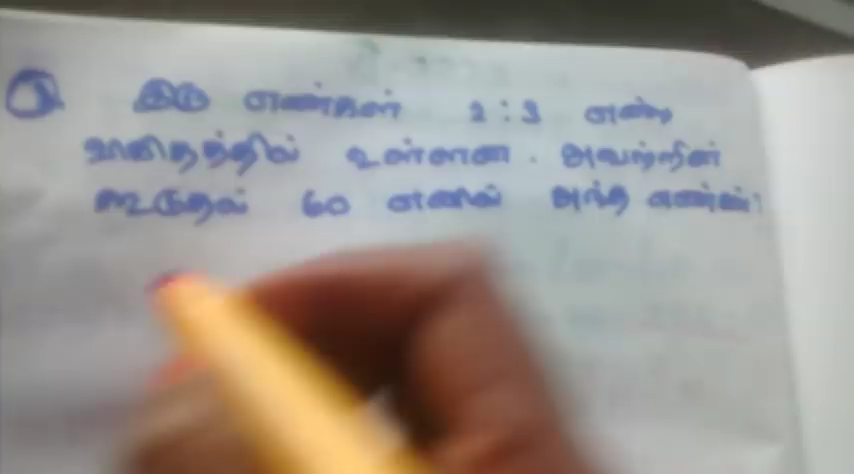 இரு எண்கள் 2:3 என்ற
விகிதத்தில் உள்ளன. அவற்றின்
கூடுதல் 60 எனில் அந்த எண்கள்?